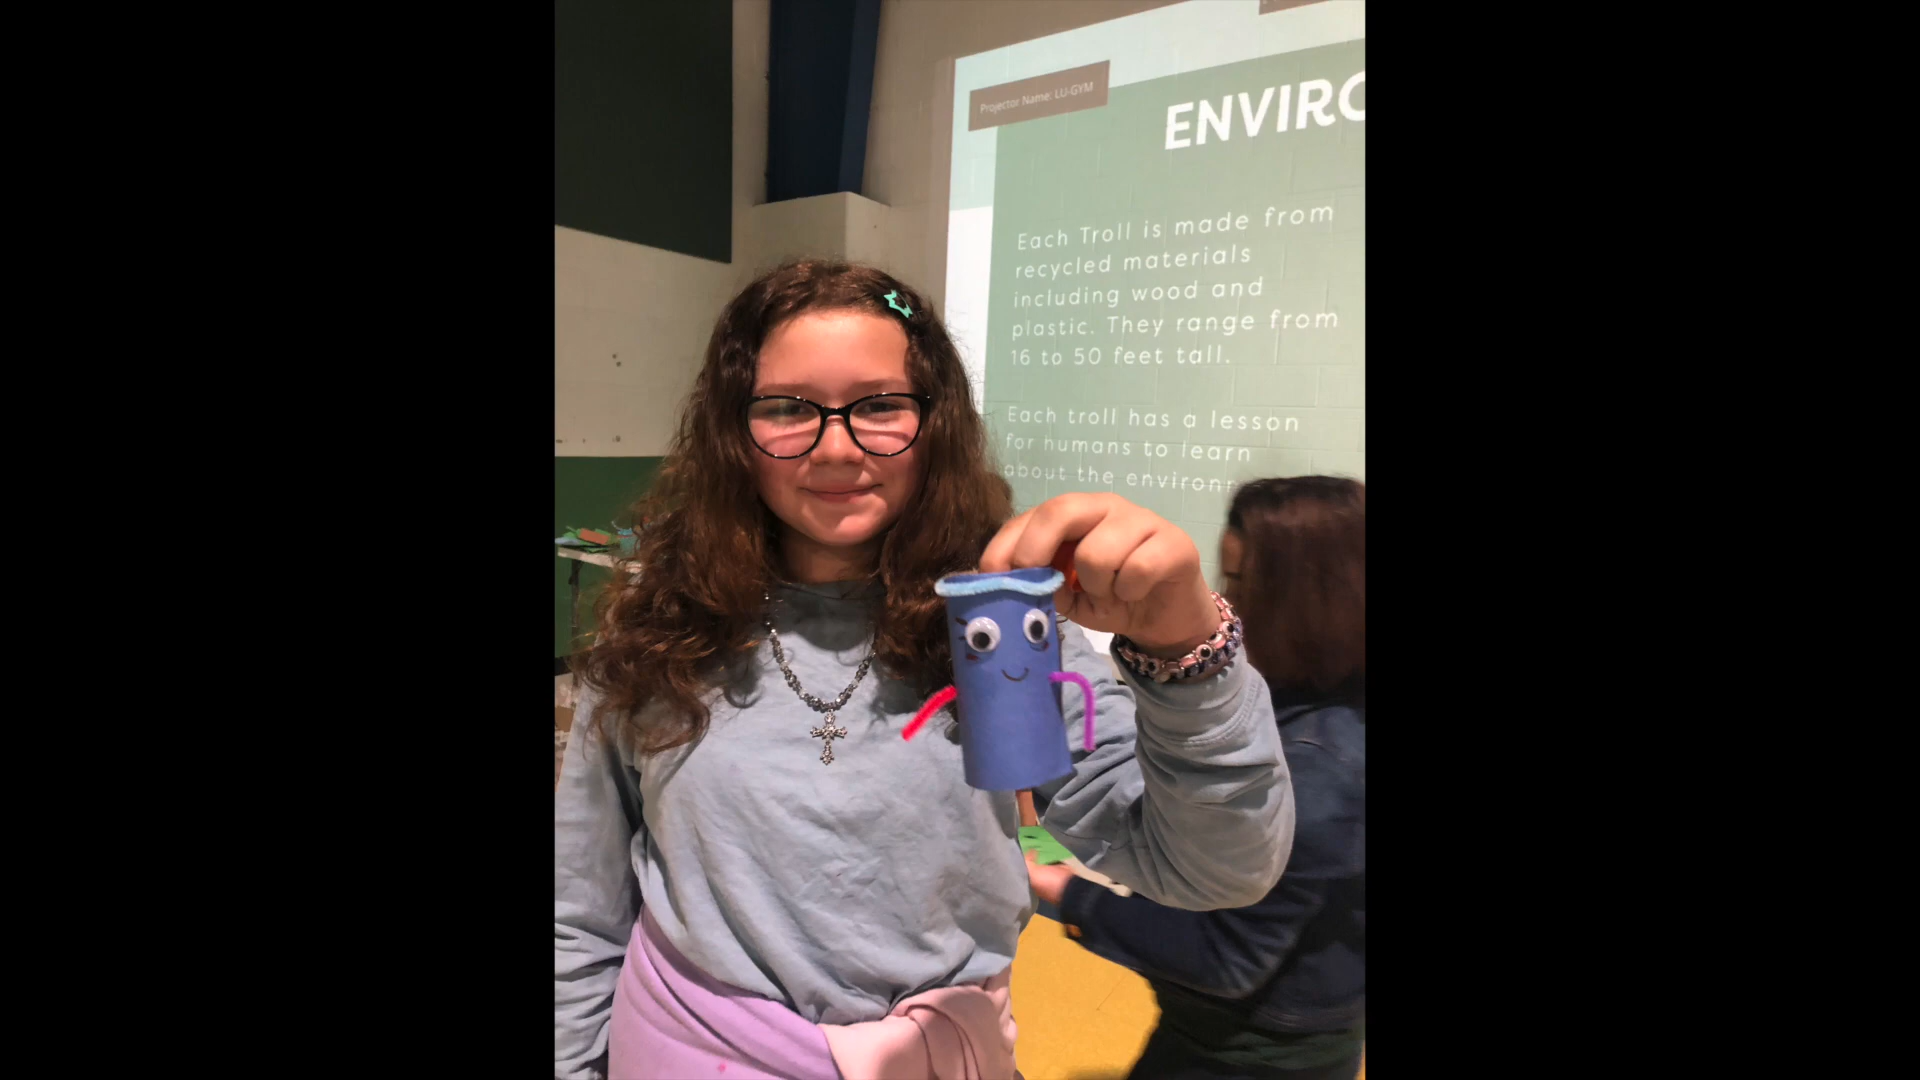 Projector Name: LU-GYM
ENVIRO
Each Troll is made from
recycled materials
including wood and
plastic. They range from
16 to 50 feet tall.
Each troll has a lesson
for humans to learn
about the environ